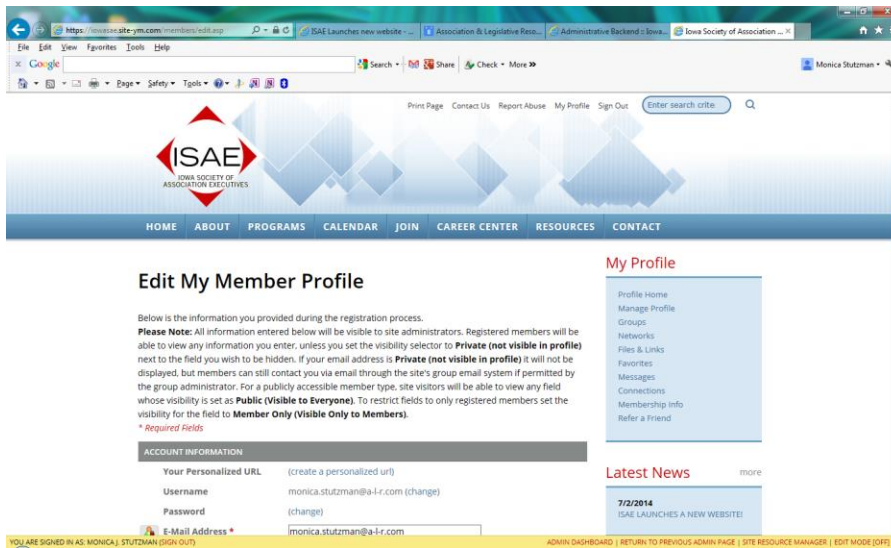 https://iowasae.site-ym.com/members/edit.asp
ISAE Launches new website - ...
Association & Legislative Reso...
Administrative Backend :: Iowa...
Iowa Society of Association ...
File Edit View Favorites Tools Help
Google
Search
Share
Check
More
Monica Stutzman
Page Safety Tools
Print Page Contact Us Report Abuse My Profile Sign Out
Enter search crite
ISAE
IOWA SOCIETY OF
ASSOCIATION EXECUTIVES
HOME ABOUT PROGRAMS CALENDAR JOIN CAREER CENTER RESOURCES CONTACT
Edit My Member Profile
Below is the information you provided during the registration process.
Please Note: All information entered below will be visible to site administrators. Registered members will be
able to view any information you enter, unless you set the visibility selector to Private (not visible in profile)
next to the field you wish to be hidden. If your email address is Private (not visible in profile) it will not be
displayed, but members can still contact you via email through the site's group email system if permitted by
the group administrator. For a publicly accessible member type, site visitors will be able to view any field
whose visibility is set as Public (Visible to Everyone). To restrict fields to only registered members set the
visibility for the field to Member Only (Visible Only to Members).
* Required Fields
ACCOUNT INFORMATION
Your Personalized URL (create a personalized url)
Username monica.stutzman@a-l-r.com (change)
Password (change)
E-Mail Address * monica.stutzman@a-l-r.com
My Profile
Profile Home
Manage Profile
Groups
Networks
Files & Links
Favorites
Messages
Connections
Membership Info
Refer a Friend
Latest News more
7/2/2014
ISAE LAUNCHES A NEW WEBSITE!
YOU ARE SIGNED IN AS: MONICA J. STUTZMAN (SIGN OUT)
ADMIN DASHBOARD | RETURN TO PREVIOUS ADMIN PAGE | SITE RESOURCE MANAGER | EDIT MODE [OFF]